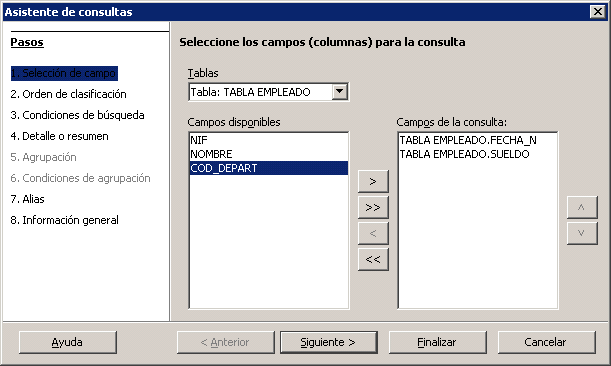 Asistente de consultas
Pasos
1. Selección de campo
2. Orden de clasificación
3. Condiciones de búsqueda
4. Detalle o resumen
5. Agrupación
6. Condiciones de agrupación
7. Alias
8. Información general
Seleccione los campos (columnas) para la consulta
Tablas
Tabla: TABLA EMPLEADO
Campos disponibles
NIF
NOMBRE
COD_DEPART
>
>>
<
<<
Campos de la consulta:
TABLA EMPLEADO.FECHA_N
TABLA EMPLEADO.SUELDO
^
v
Ayuda
< Anterior
Siguiente >
Finalizar
Cancelar